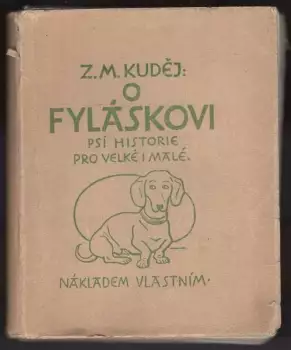 Z. M. KUDĚJ:
O
FYLÁSKOVI
PSÍ HISTORIE
PRO VELKÉ I MALÉ.
NÁKLADEM VLASTNÍM.